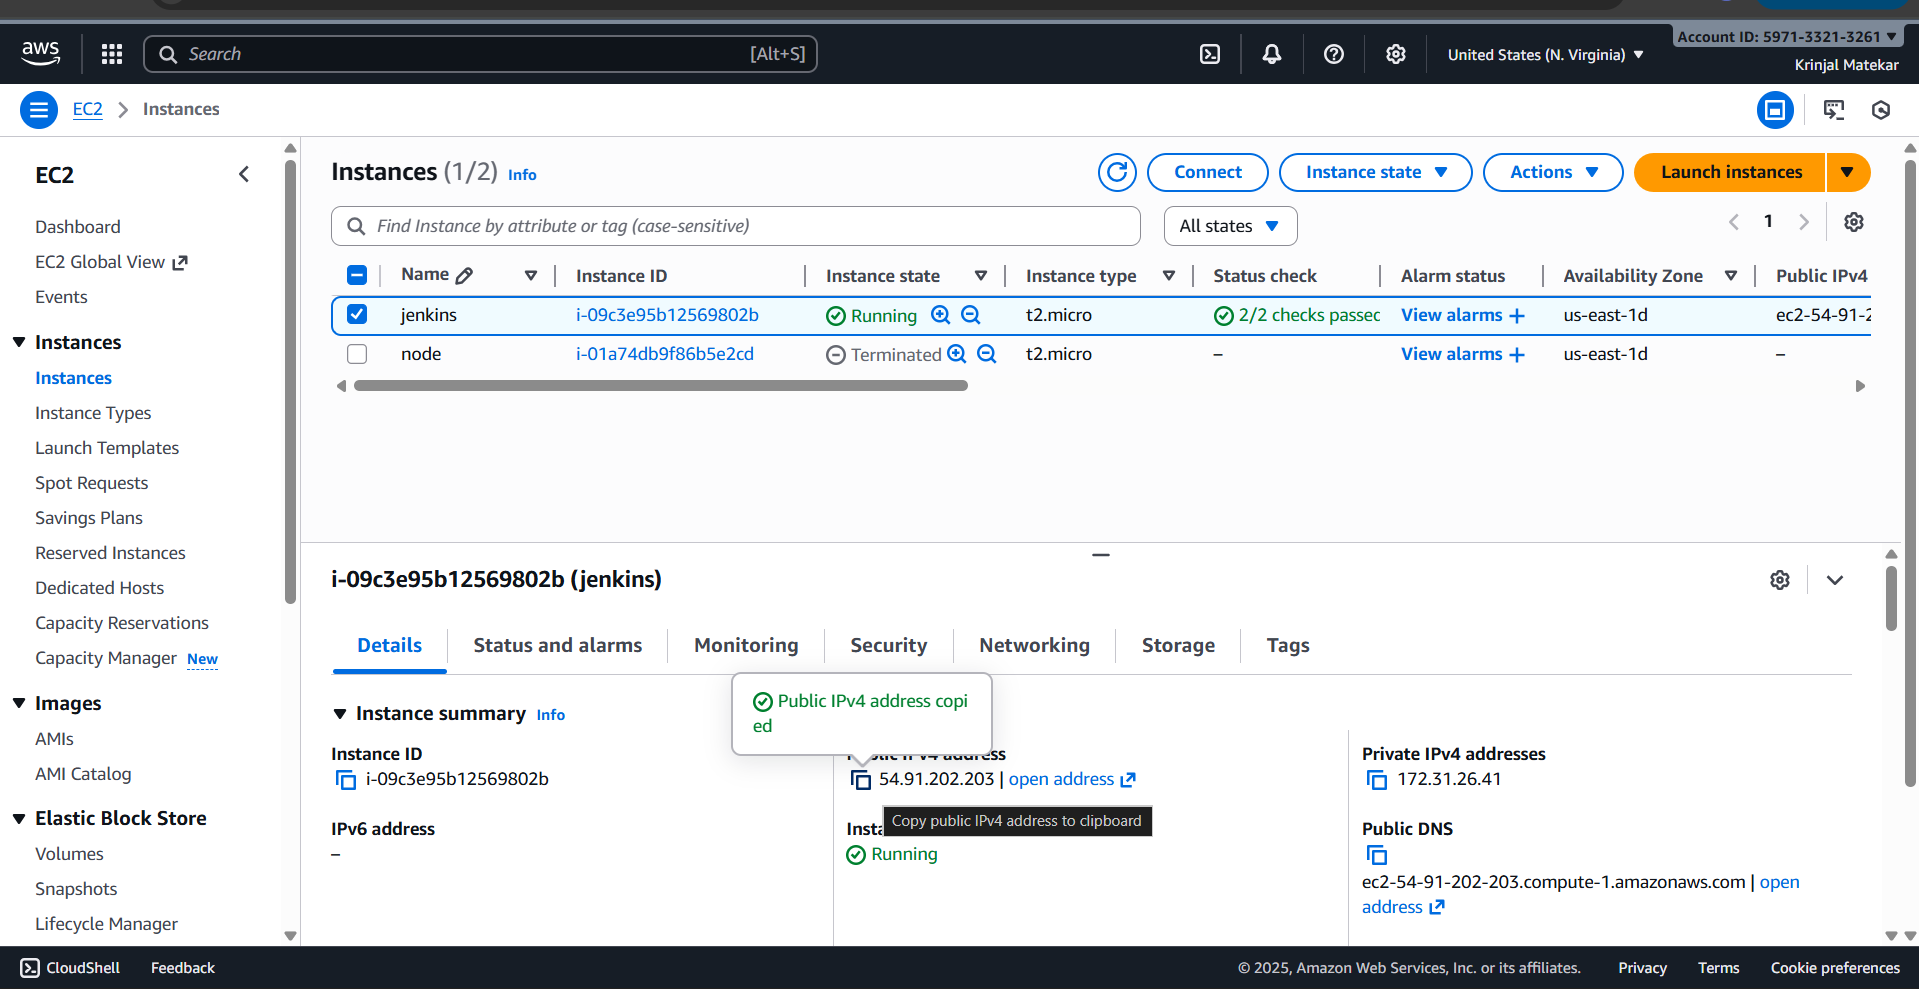 aws
Search [Alt+S]
United States (N. Virginia)
Account ID: 5971-3321-3261
Krinjal Matekar
EC2 Instances
EC2
Dashboard
EC2 Global View
Events
Instances
Instances
Instance Types
Launch Templates
Spot Requests
Savings Plans
Reserved Instances
Dedicated Hosts
Capacity Reservations
Capacity Manager New
Images
AMIs
AMI Catalog
Elastic Block Store
Volumes
Snapshots
Lifecycle Manager
Instances (1/2) Info
Connect Instance state Actions Launch instances
Find Instance by attribute or tag (case-sensitive) All states 1
Name Instance ID Instance state Instance type Status check Alarm status Availability Zone Public IPv4
jenkins i-09c3e95b12569802b Running t2.micro 2/2 checks passec View alarms + us-east-1d ec2-54-91-2
node i-01a74db9f86b5e2cd Terminated t2.micro – View alarms + us-east-1d –
i-09c3e95b12569802b (jenkins)
Details Status and alarms Monitoring Security Networking Storage Tags
Instance summary Info
Public IPv4 address copi
ed
Instance ID
i-09c3e95b12569802b
IPv6 address
–
Public IPv4 address
54.91.202.203 | open address
Copy public IPv4 address to clipboard
Insta
Running
Private IPv4 addresses
172.31.26.41
Public DNS
ec2-54-91-202-203.compute-1.amazonaws.com | open
address
CloudShell Feedback © 2025, Amazon Web Services, Inc. or its affiliates. Privacy Terms Cookie preferences